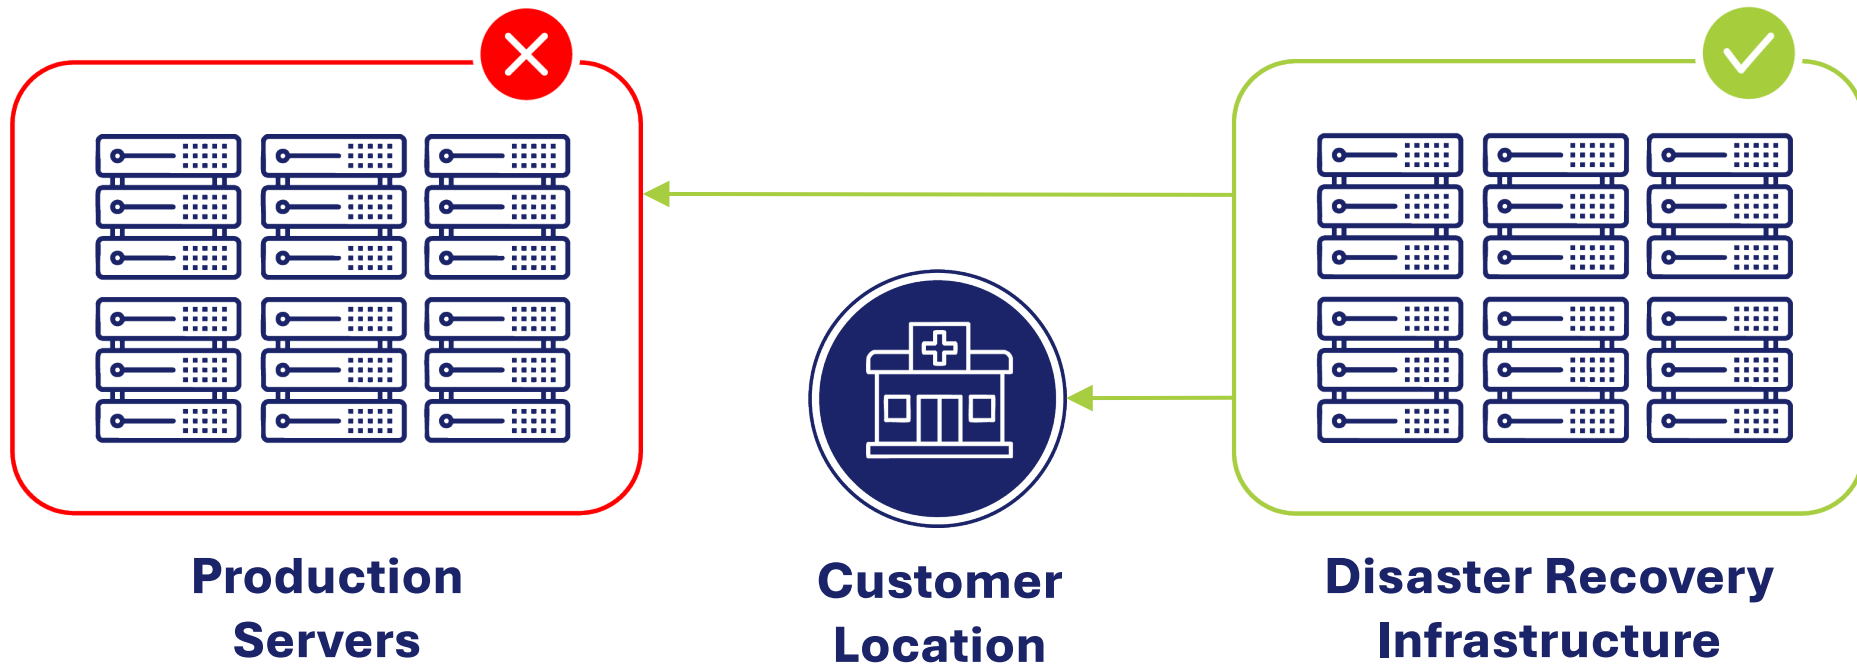 Production
Servers
Customer
Location
Disaster Recovery
Infrastructure